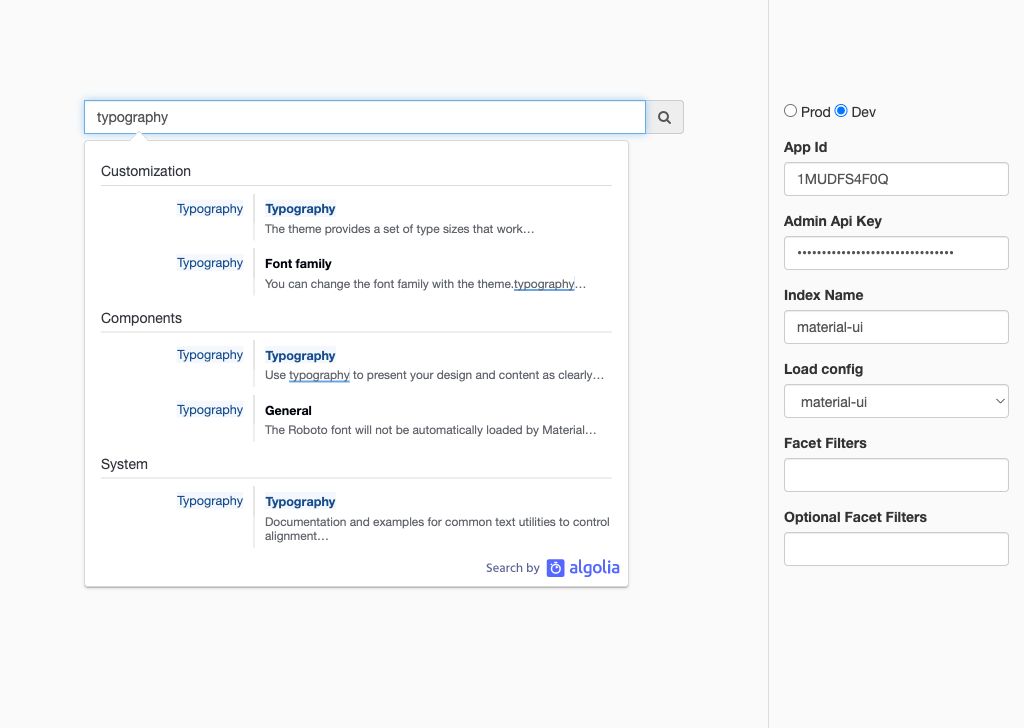 typography
Customization
Typography
Typography
The theme provides a set of type sizes that work…
Typography
Font family
You can change the font family with the theme.typography…
Components
Typography
Typography
Use typography to present your design and content as clearly…
Typography
General
The Roboto font will not be automatically loaded by Material…
System
Typography
Typography
Documentation and examples for common text utilities to control
alignment…
Search by algolia
Prod Dev
App Id
1MUDFS4F0Q
Admin Api Key
•••••••••••••••••••••••••••••••
Index Name
material-ui
Load config
material-ui
Facet Filters
Optional Facet Filters